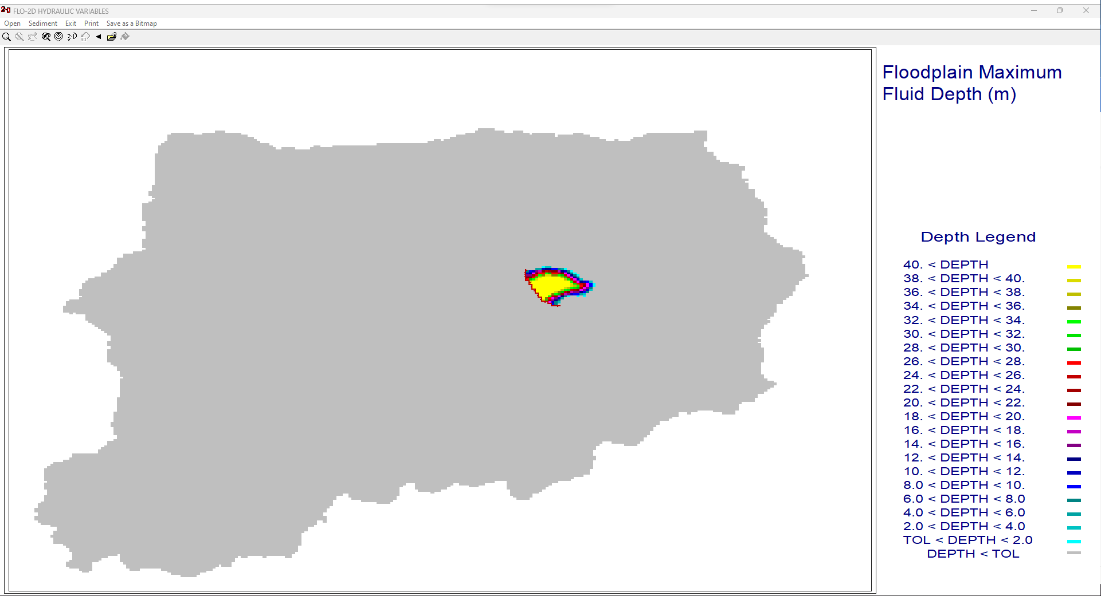 FLO-2D HYDRAULIC VARIABLES
Open Sediment Exit Print Save as a Bitmap
Floodplain Maximum
Fluid Depth (m)
Depth Legend
40. < DEPTH
38. < DEPTH < 40.
36. < DEPTH < 38.
34. < DEPTH < 36.
32. < DEPTH < 34.
30. < DEPTH < 32.
28. < DEPTH < 30.
26. < DEPTH < 28.
24. < DEPTH < 26.
22. < DEPTH < 24.
20. < DEPTH < 22.
18. < DEPTH < 20.
16. < DEPTH < 18.
14. < DEPTH < 16.
12. < DEPTH < 14.
10. < DEPTH < 12.
8.0 < DEPTH < 10.
6.0 < DEPTH < 8.0
4.0 < DEPTH < 6.0
2.0 < DEPTH < 4.0
TOL < DEPTH < 2.0
DEPTH < TOL